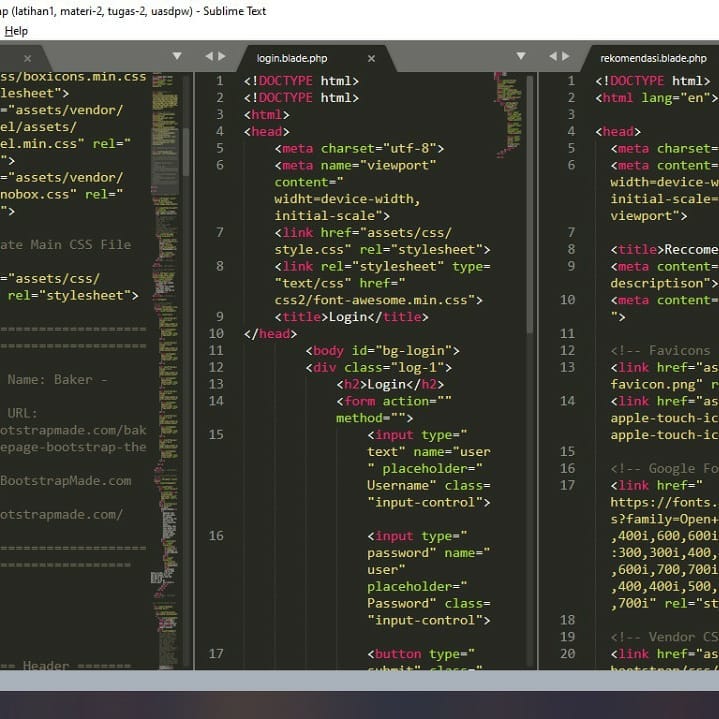 np (latihan1, materi-2, tugas-2, uasdpw) - Sublime Text
Help
ss/boxicons.min.css
lesheet">
="assets/vendor/
el/assets/
el.min.css" rel="
">
="assets/vendor/
nobox.css" rel="
">
ate Main CSS File
="assets/css/
rel="stylesheet">
===================
===================
Name: Baker -
URL:
otstrapmade.com/bak
epage-bootstrap-the
BootstrapMade.com
otstrapmade.com/
===================
=================
== Header =======
login.blade.php
1 <!DOCTYPE html>
2 <!DOCTYPE html>
3 <html>
4 <head>
5 <meta charset="utf-8">
6 <meta name="viewport"
content="
widht=device-width,
initial-scale">
7 <link href="assets/css/
style.css" rel="stylesheet">
8 <link rel="stylesheet" type=
"text/css" href="
css2/font-awesome.min.css">
9 <title>Login</title>
10 </head>
11 <body id="bg-login">
12 <div class="log-1">
13 <h2>Login</h2>
14 <form action=""
method="">
15 <input type="
text" name="user
" placeholder="
Username" class=
"input-control">
16 <input type="
password" name="
user"
placeholder="
Password" class=
"input-control">
17 <button type="
submit" class="
rekomendasi.blade.php
1 <!DOCTYPE html>
2 <html lang="en">
3
4 <head>
5 <meta charset=
6 <meta content=
width=device-w
initial-scale=
viewport">
7
8 <title>Reccome
9 <meta content=
descriptison">
10 <meta content=
">
11
12 <!-- Favicons
13 <link href="as
favicon.png" r
14 <link href="as
apple-touch-ic
apple-touch-ic
15
16 <!-- Google Fo
17 <link href="
https://fonts.
s?family=Open+
,400i,600,600i
:300,300i,400,
,600i,700,700i
,400,400i,500,
,700i" rel="st
18
19 <!-- Vendor CS
20 <link href="as
bootstrap/css/